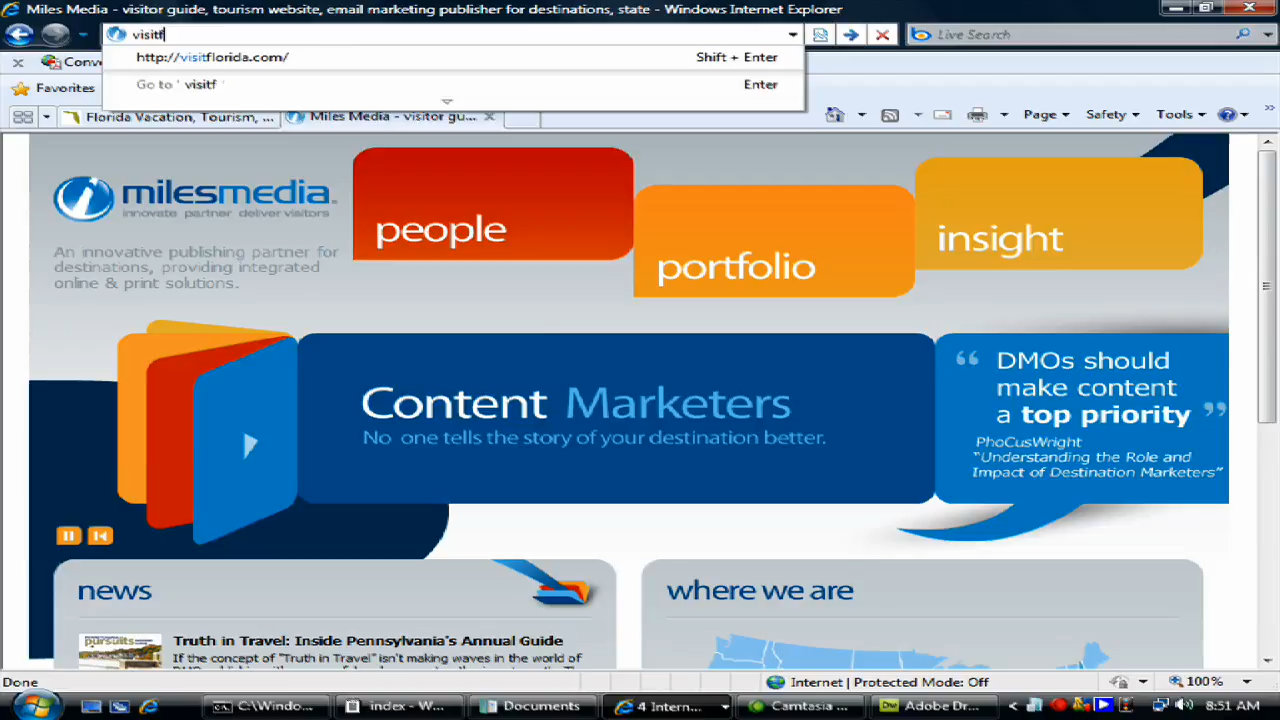 Miles Media - visitor guide, tourism website, email marketing publisher for destinations, state - Windows Internet Explorer
visitf
Live Search
http://visitflorida.com/ Shift + Enter
Go to ' visitf ' Enter
Conv
Favorites
Florida Vacation, Tourism, ...
Miles Media - visitor gu...
Page
Safety
Tools
milesmedia
innovate partner deliver visitors
An innovative publishing partner for
destinations, providing integrated
online & print solutions.
people
portfolio
insight
Content Marketers
No one tells the story of your destination better.
“ DMOs should
make content
a top priority ”
PhoCusWright
“Understanding the Role and
Impact of Destination Marketers”
news
where we are
pursuits
Truth in Travel: Inside Pennsylvania's Annual Guide
If the concept of "Truth in Travel" isn't making waves in the world of
Done
Internet | Protected Mode: Off
100%
C:\Windo...
index - W...
Documents
4 Intern...
Camtasia ...
Adobe Dr...
8:51 AM